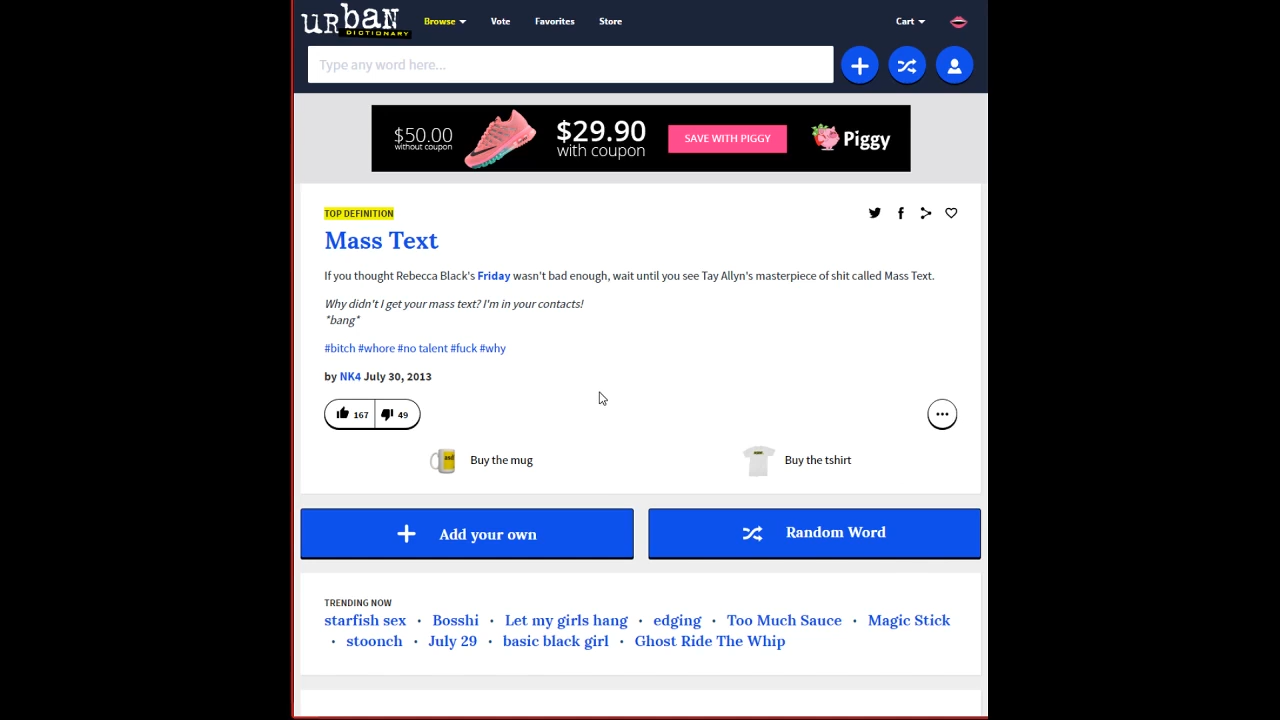 urban DICTIONARY
Browse Vote Favorites Store Cart
Type any word here...
$50.00 without coupon $29.90 with coupon SAVE WITH PIGGY Piggy
TOP DEFINITION
Mass Text
If you thought Rebecca Black's Friday wasn't bad enough, wait until you see Tay Allyn's masterpiece of shit called Mass Text.
Why didn't I get your mass text? I'm in your contacts!
*bang*
#bitch #whore #no talent #fuck #why
by NK4 July 30, 2013
167 49
Buy the mug Buy the tshirt
Add your own Random Word
TRENDING NOW
starfish sex · Bosshi · Let my girls hang · edging · Too Much Sauce · Magic Stick
· stoonch · July 29 · basic black girl · Ghost Ride The Whip